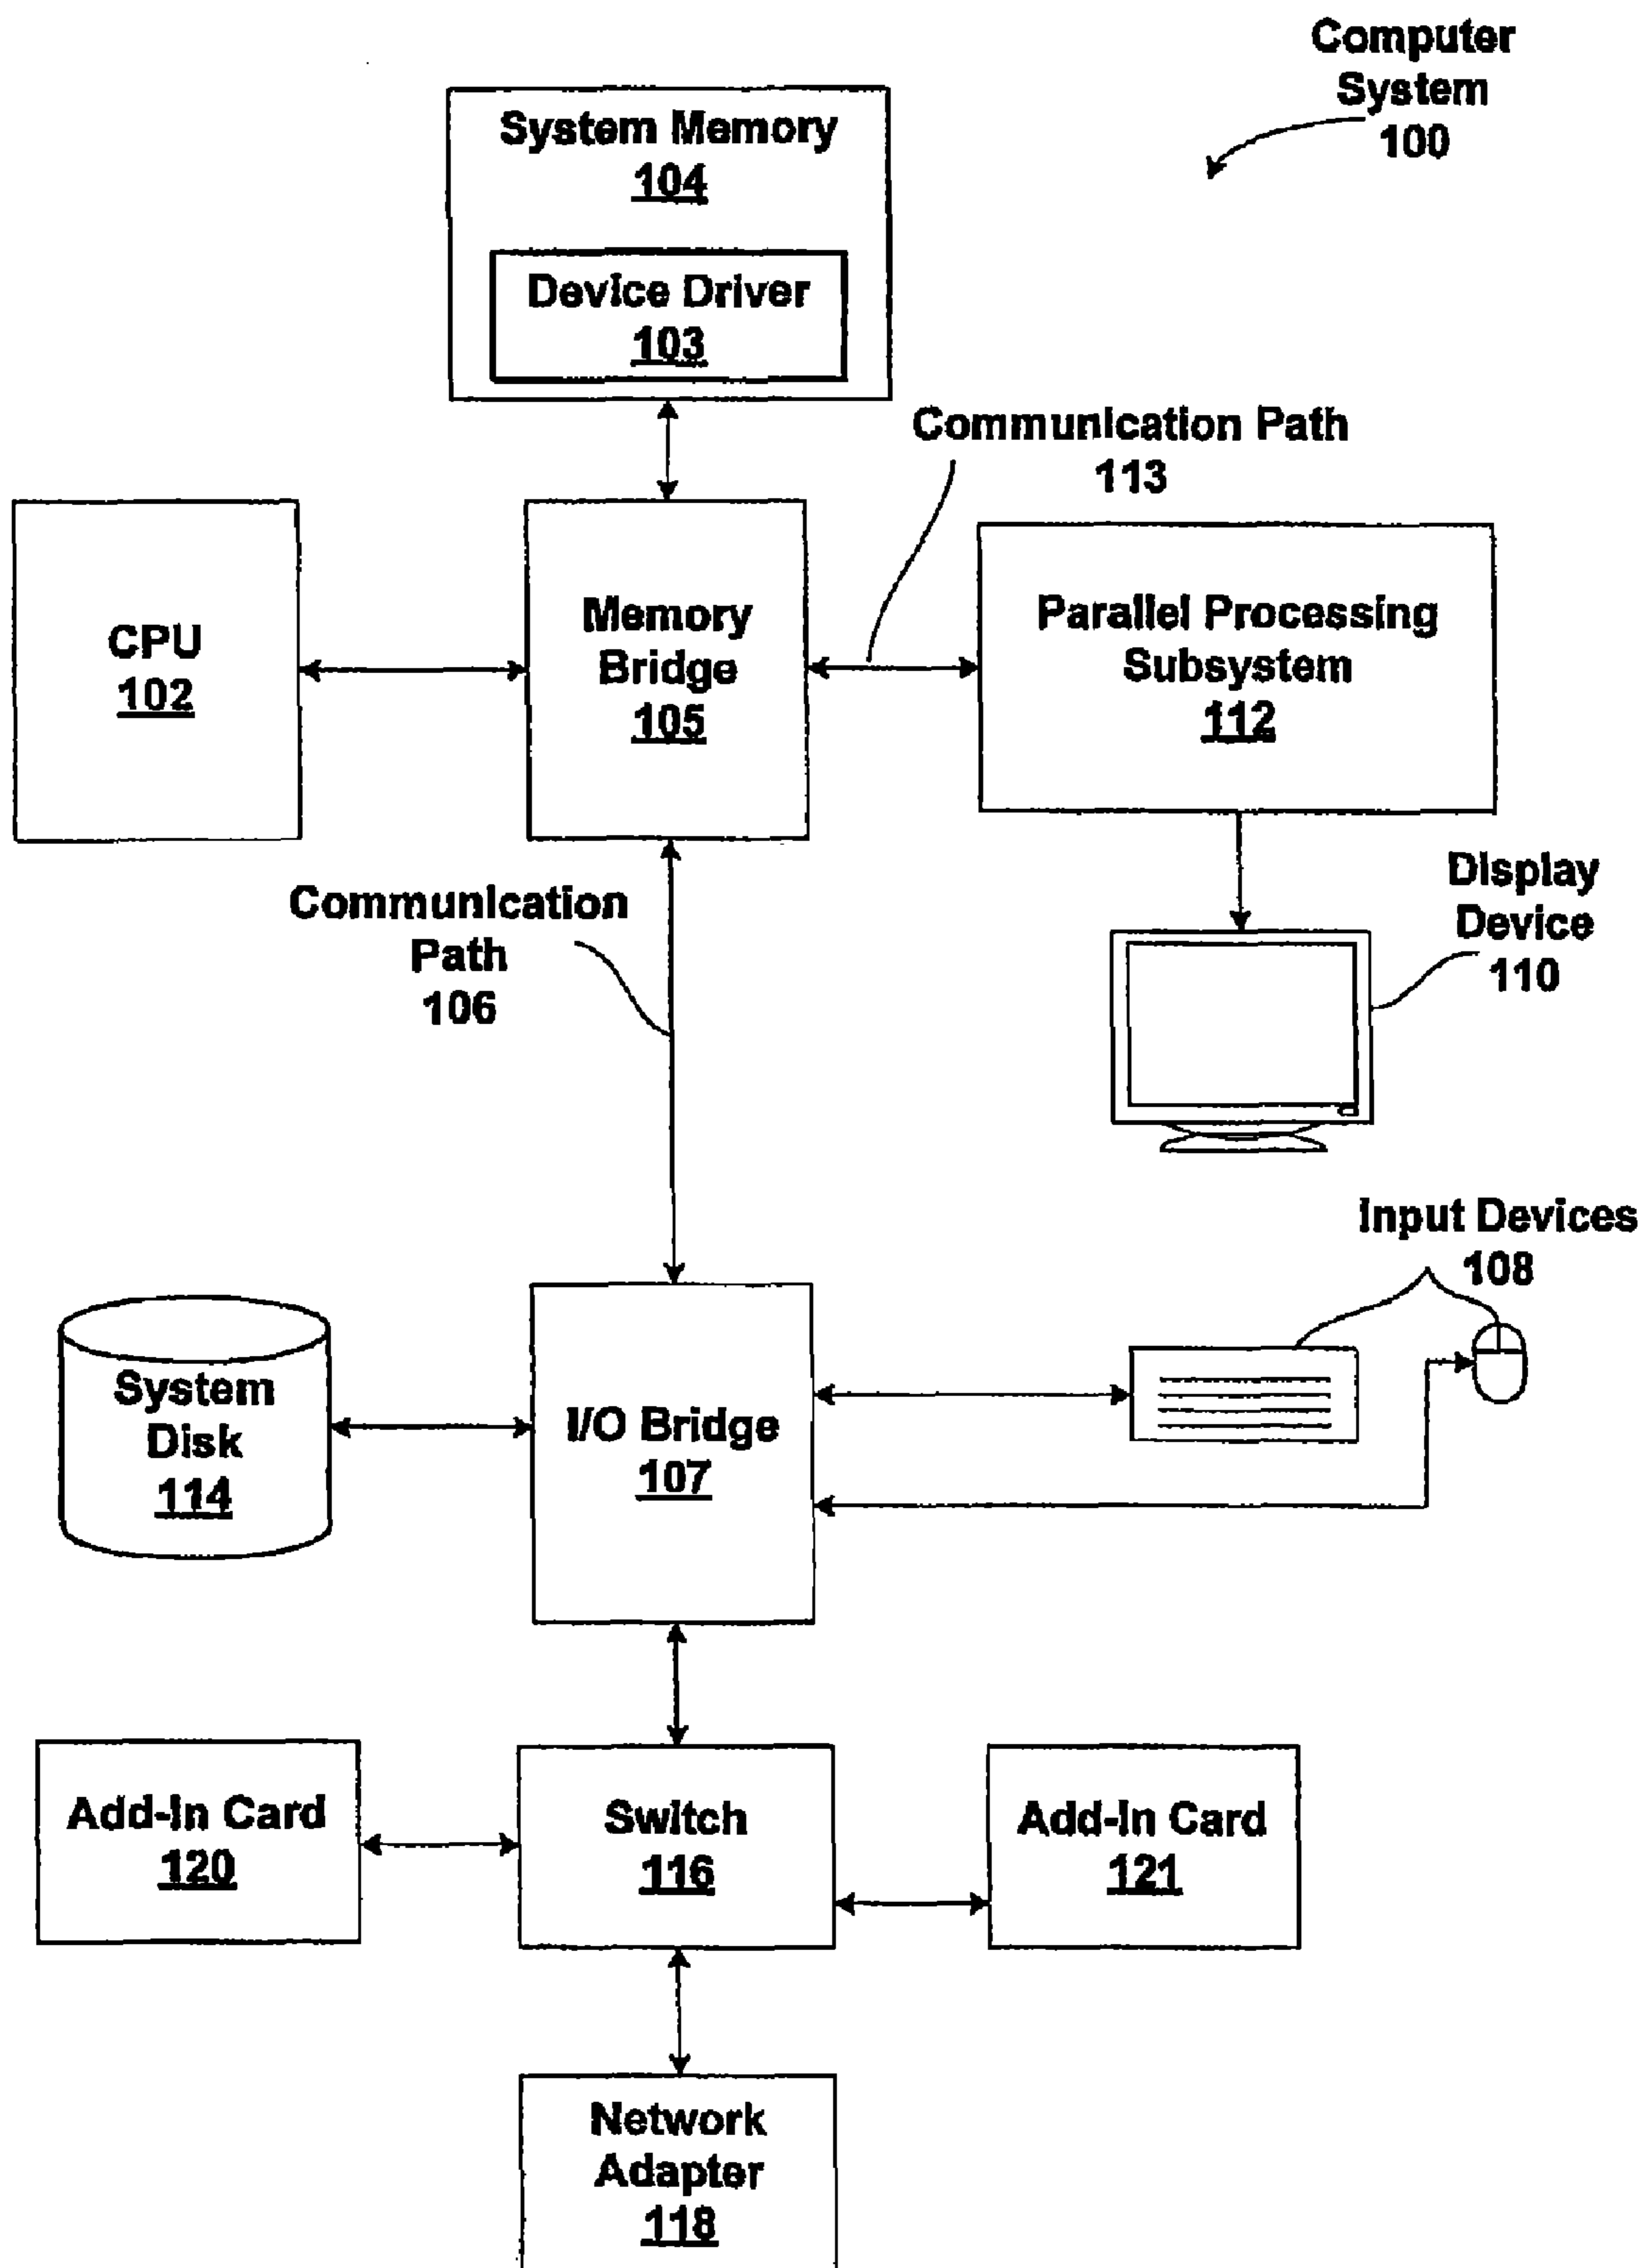 Computer
System
100
System Memory
104
Device Driver
103
Communication Path
113
CPU
102
Memory
Bridge
105
Parallel Processing
Subsystem
112
Communication
Path
106
Display
Device
110
Input Devices
108
System
Disk
114
I/O Bridge
107
Add-In Card
120
Switch
116
Add-In Card
121
Network
Adapter
118